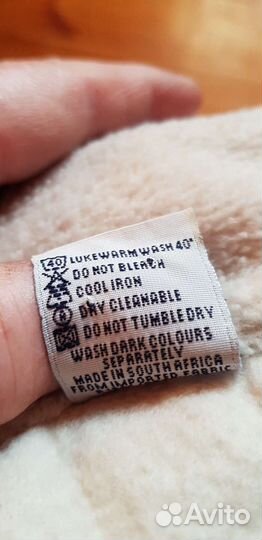 40 LUKEWARM WASH 40°
DO NOT BLEACH
COOL IRON
DRY CLEANABLE
DO NOT TUMBLE DRY
WASH DARK COLOURS
SEPARATELY
MADE IN SOUTH AFRICA
FROM IMPORTED FABRIC
Avito